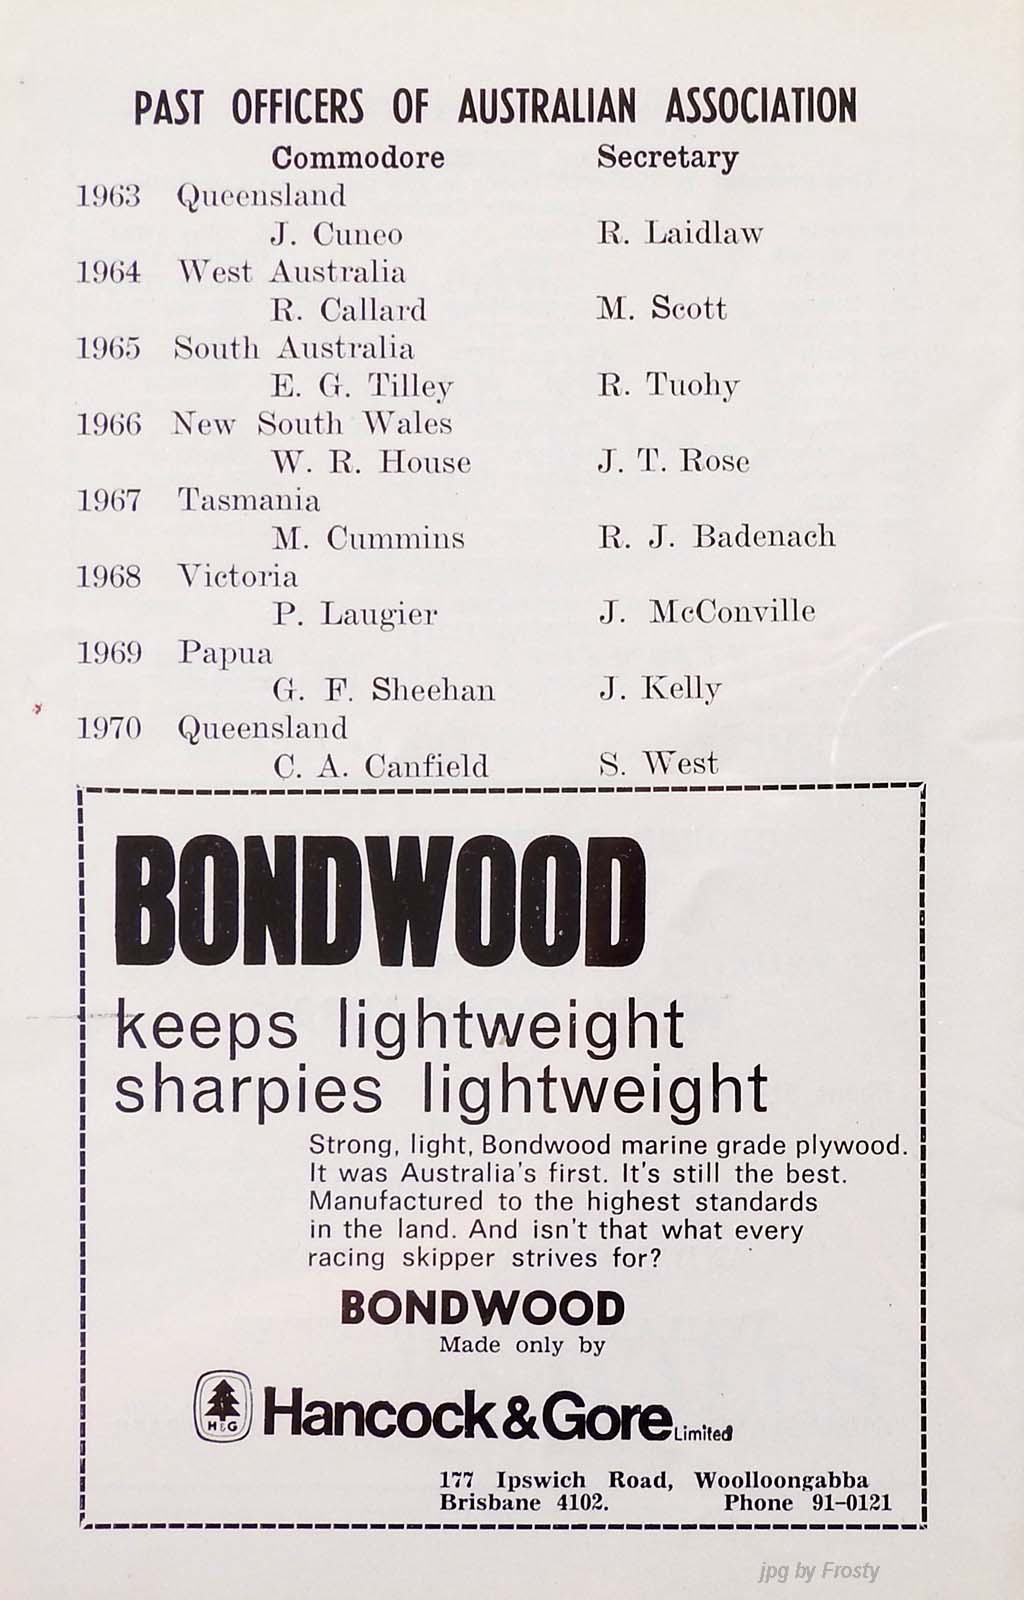 PAST OFFICERS OF AUSTRALIAN ASSOCIATION
Commodore Secretary
1963 Queensland
J. Cuneo R. Laidlaw
1964 West Australia
R. Callard M. Scott
1965 South Australia
E. G. Tilley R. Tuohy
1966 New South Wales
W. R. House J. T. Rose
1967 Tasmania
M. Cummins R. J. Badenach
1968 Victoria
P. Laugier J. McConville
1969 Papua
G. F. Sheehan J. Kelly
1970 Queensland
C. A. Canfield S. West
BONDWOOD
keeps lightweight
sharpies lightweight
Strong, light, Bondwood marine grade plywood.
It was Australia's first. It's still the best.
Manufactured to the highest standards
in the land. And isn't that what every
racing skipper strives for?
BONDWOOD
Made only by
H&G Hancock & Gore Limited
177 Ipswich Road, Woolloongabba
Brisbane 4102. Phone 91-0121
jpg by Frosty